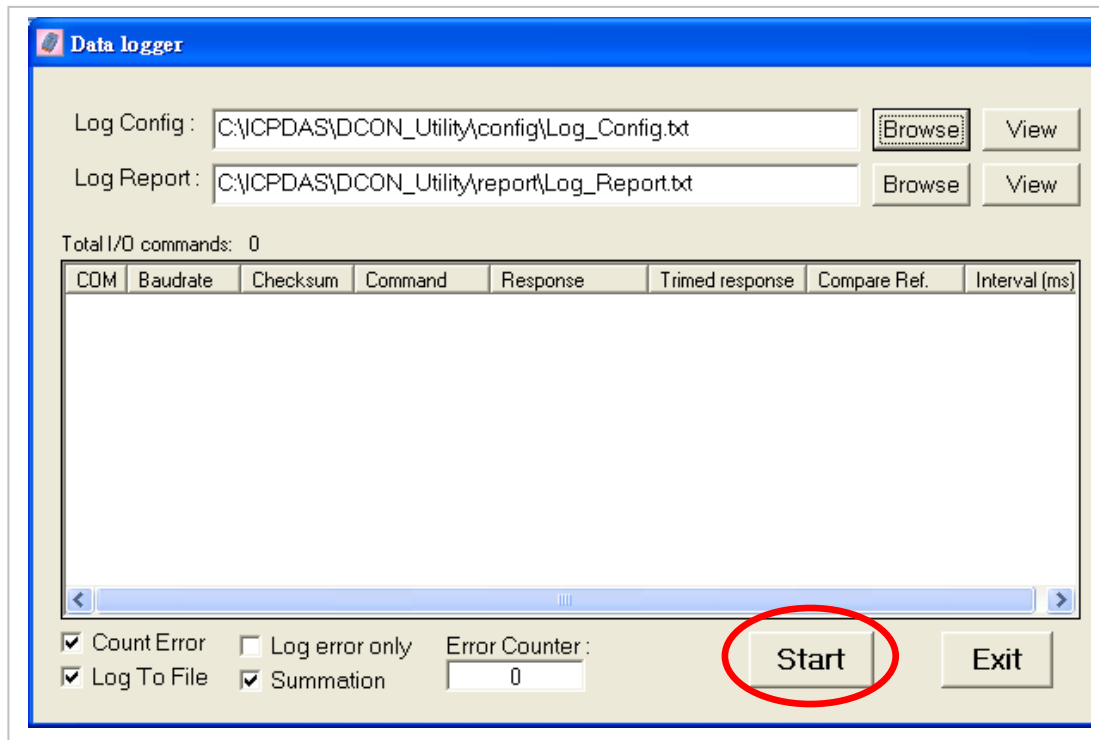 Data logger
Log Config : C:\ICPDAS\DCON_Utility\config\Log_Config.txt Browse View
Log Report : C:\ICPDAS\DCON_Utility\report\Log_Report.txt Browse View
Total I/O commands: 0
COM Baudrate Checksum Command Response Trimed response Compare Ref. Interval (ms)
Count Error Log error only Error Counter : Start Exit
Log To File Summation 0